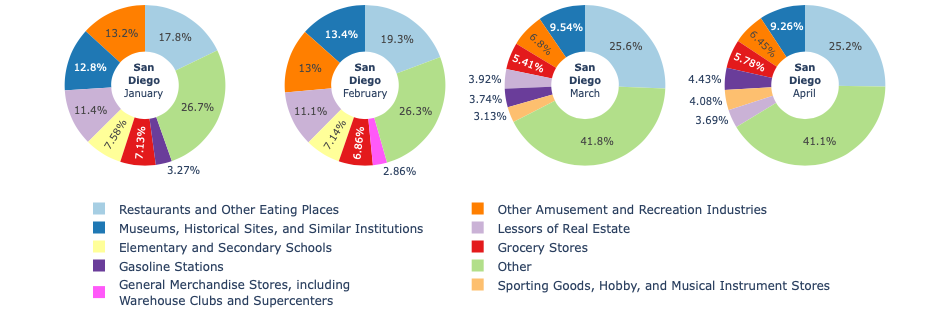 17.8%
26.7%
3.27%
7.13%
7.58%
11.4%
12.8%
13.2%
San
Diego
January
19.3%
26.3%
2.86%
6.86%
7.14%
11.1%
13%
13.4%
San
Diego
February
25.6%
41.8%
3.13%
3.74%
3.92%
5.41%
6.8%
9.54%
San
Diego
March
25.2%
41.1%
3.69%
4.08%
4.43%
5.78%
6.45%
9.26%
San
Diego
April
Restaurants and Other Eating Places
Museums, Historical Sites, and Similar Institutions
Elementary and Secondary Schools
Gasoline Stations
General Merchandise Stores, including
Warehouse Clubs and Supercenters
Other Amusement and Recreation Industries
Lessors of Real Estate
Grocery Stores
Other
Sporting Goods, Hobby, and Musical Instrument Stores